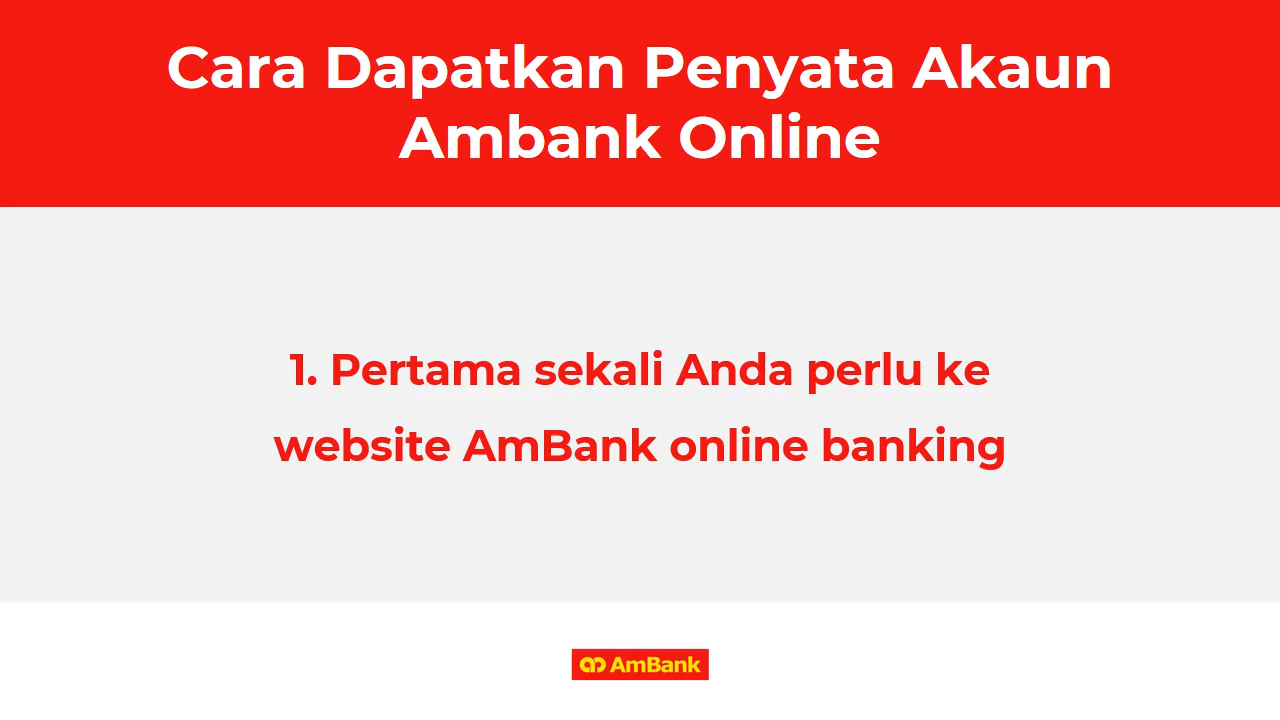 Cara Dapatkan Penyata Akaun
Ambank Online
1. Pertama sekali Anda perlu ke
website AmBank online banking
AmBank